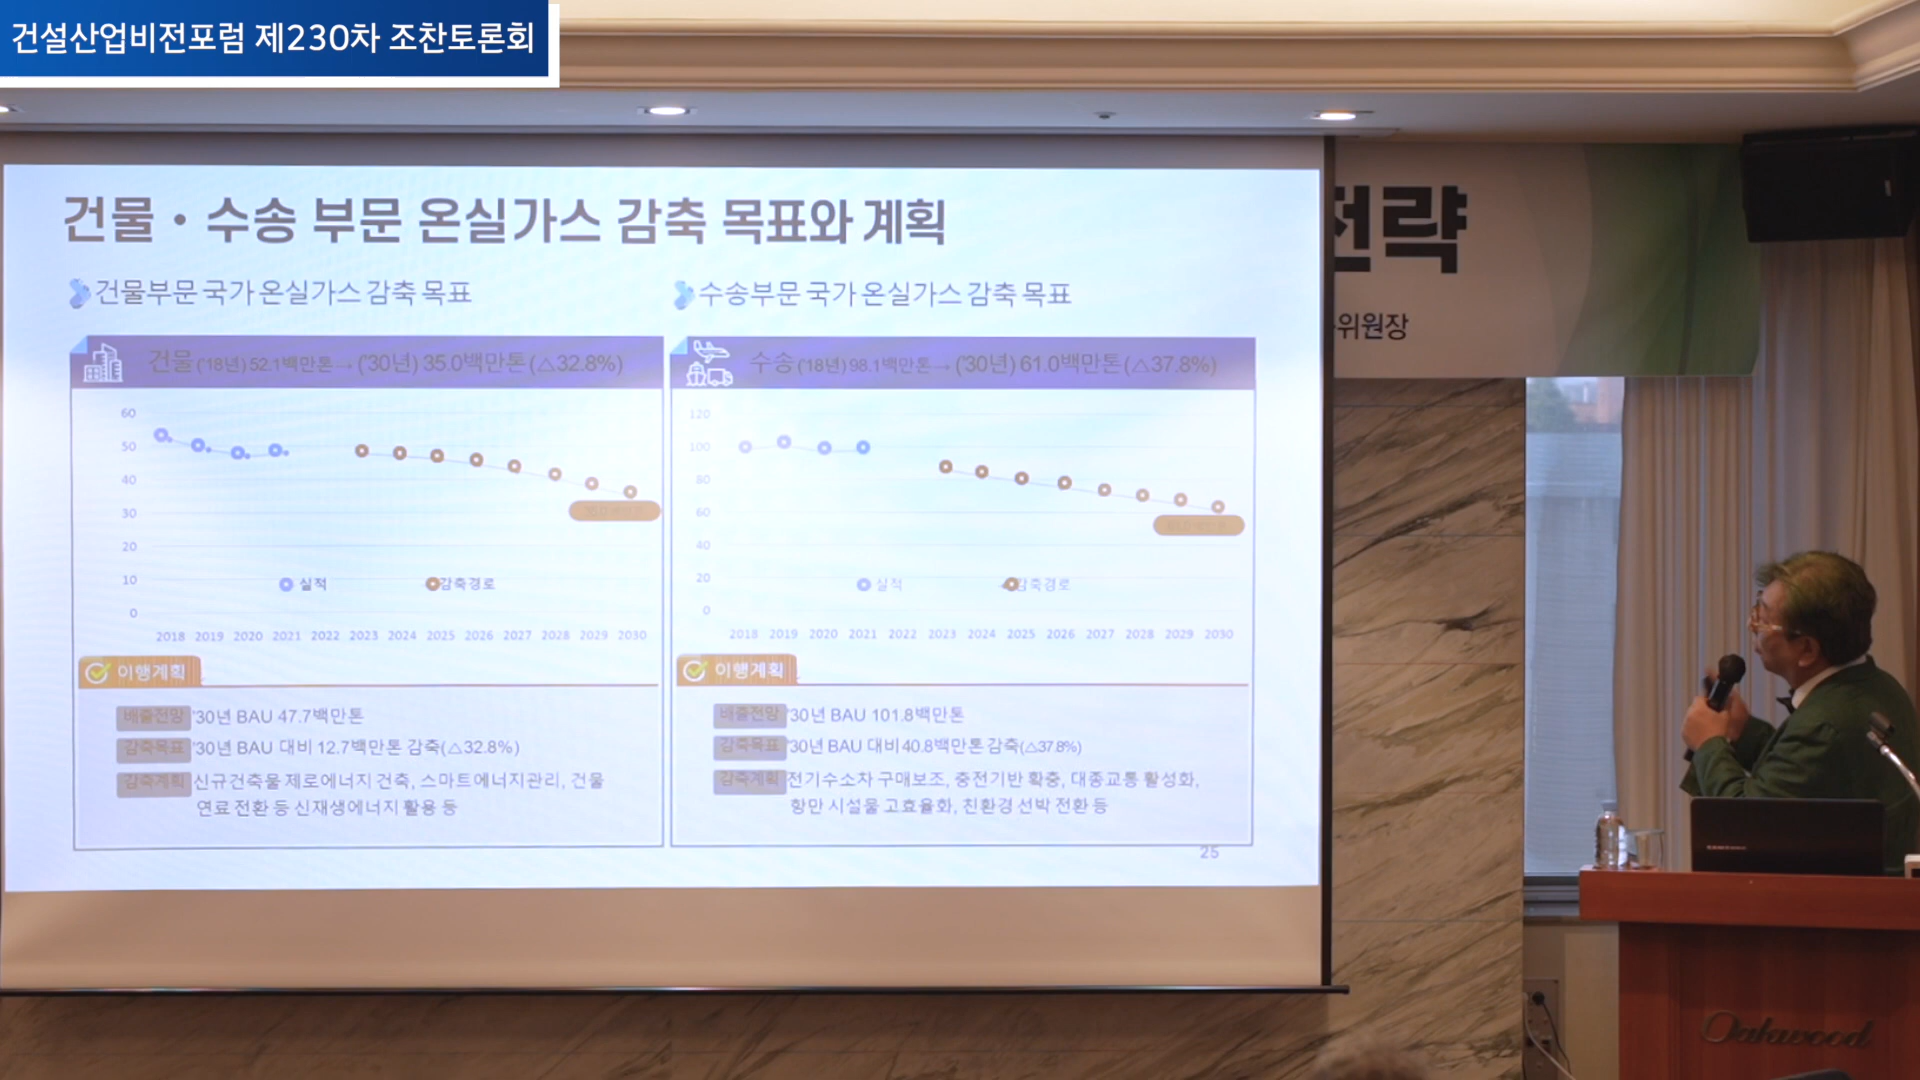 건설산업비전포럼 제230차 조찬토론회
건물・수송 부문 온실가스 감축 목표와 계획
건물부문 국가 온실가스 감축 목표
건물 ('18년) 52.1백만톤→ ('30년) 35.0백만톤(△32.8%)
60
50
40
30
20
10
0
실적
감축경로
2018 2019 2020 2021 2022 2023 2024 2025 2026 2027 2028 2029 2030
이행계획
배출전망 '30년 BAU 47.7백만톤
감축목표 '30년 BAU 대비 12.7백만톤 감축(△32.8%)
감축계획 신규건축물 제로에너지 건축, 스마트에너지관리, 건물
연료 전환 등 신재생에너지 활용 등
수송부문 국가 온실가스 감축 목표
수송 ('18년) 98.1백만톤→ ('30년) 61.0백만톤(△37.8%)
120
100
80
60
40
20
0
실적
감축경로
2018 2019 2020 2021 2022 2023 2024 2025 2026 2027 2028 2029 2030
이행계획
배출전망 '30년 BAU 101.8백만톤
감축목표 '30년 BAU 대비 40.8백만톤 감축(△37.8%)
감축계획 전기수소차 구매보조, 충전기반 확충, 대중교통 활성화,
항만 시설물 고효율화, 친환경 선박 전환 등
25
전략
위원장
Oakwood